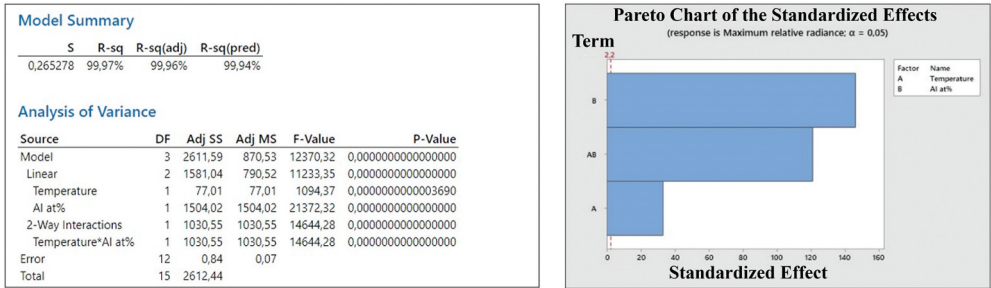 Model Summary
S R-sq R-sq(adj) R-sq(pred)
0,265278 99,97% 99,96% 99,94%
Analysis of Variance
Source DF Adj SS Adj MS F-Value P-Value
Model 3 2611,59 870,53 12370,32 0,0000000000000000
Linear 2 1581,04 790,52 11233,35 0,0000000000000000
Temperature 1 77,01 77,01 1094,37 0,0000000000003690
Al at% 1 1504,02 1504,02 21372,32 0,0000000000000000
2-Way Interactions 1 1030,55 1030,55 14644,28 0,0000000000000000
Temperature*Al at% 1 1030,55 1030,55 14644,28 0,0000000000000000
Error 12 0,84 0,07
Total 15 2612,44
Pareto Chart of the Standardized Effects
(response is Maximum relative radiance; α = 0,05)
Term
2,2
Factor Name
A Temperature
B Al at%
B
AB
A
0 20 40 60 80 100 120 140 160
Standardized Effect